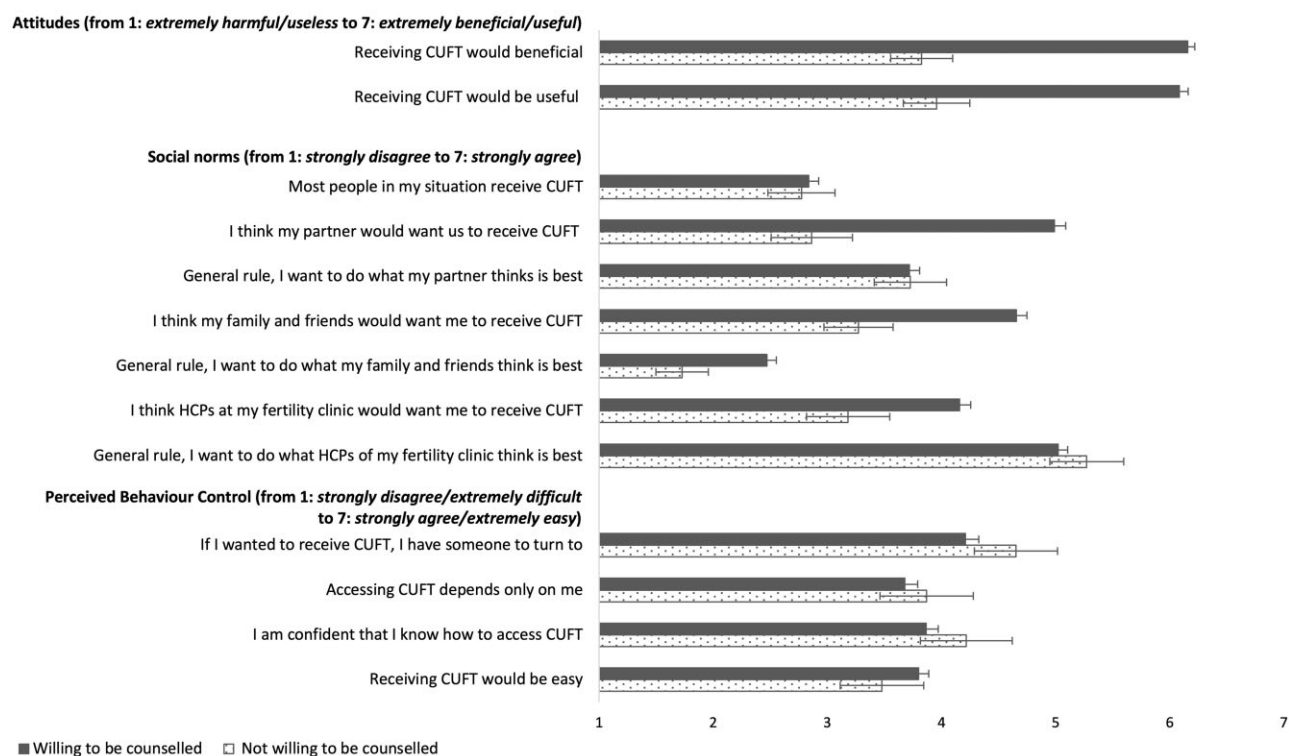 Attitudes (from 1: extremely harmful/useless to 7: extremely beneficial/useful)
Receiving CUFT would beneficial
Receiving CUFT would be useful
Social norms (from 1: strongly disagree to 7: strongly agree)
Most people in my situation receive CUFT
I think my partner would want us to receive CUFT
General rule, I want to do what my partner thinks is best
I think my family and friends would want me to receive CUFT
General rule, I want to do what my family and friends think is best
I think HCPs at my fertility clinic would want me to receive CUFT
General rule, I want to do what HCPs of my fertility clinic think is best
Perceived Behaviour Control (from 1: strongly disagree/extremely difficult
to 7: strongly agree/extremely easy)
If I wanted to receive CUFT, I have someone to turn to
Accessing CUFT depends only on me
I am confident that I know how to access CUFT
Receiving CUFT would be easy
1 2 3 4 5 6 7
Willing to be counselled Not willing to be counselled